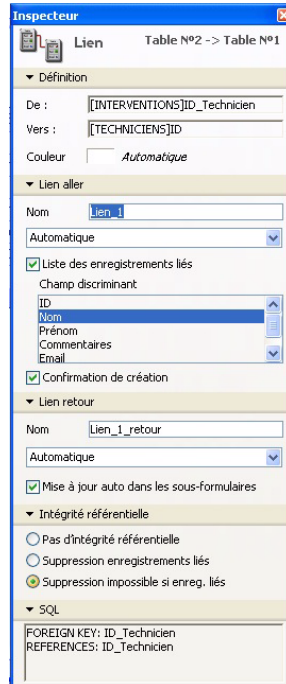 Inspecteur
Lien Table Nº2 -> Table Nº1
Définition
De : [INTERVENTIONS]ID_Technicien
Vers : [TECHNICIENS]ID
Couleur Automatique
Lien aller
Nom Lien_1
Automatique
Liste des enregistrements liés
Champ discriminant
ID
Nom
Prénom
Commentaires
Email
Confirmation de création
Lien retour
Nom Lien_1_retour
Automatique
Mise à jour auto dans les sous-formulaires
Intégrité référentielle
Pas d'intégrité référentielle
Suppression enregistrements liés
Suppression impossible si enreg. liés
SQL
FOREIGN KEY: ID_Technicien
REFERENCES: ID_Technicien